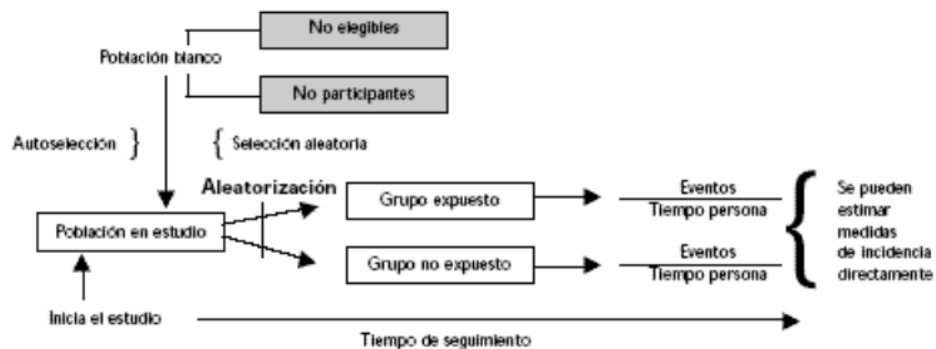 No elegibles
Población blanco
No participantes
Autoselección } { Selección aleatoria
Aleatorización
Grupo expuesto
Eventos
Tiempo persona
Población en estudio
Grupo no expuesto
Eventos
Tiempo persona
{
Se pueden
estimar
medidas
de incidencia
directamente
Inicia el estudio
Tiempo de seguimiento